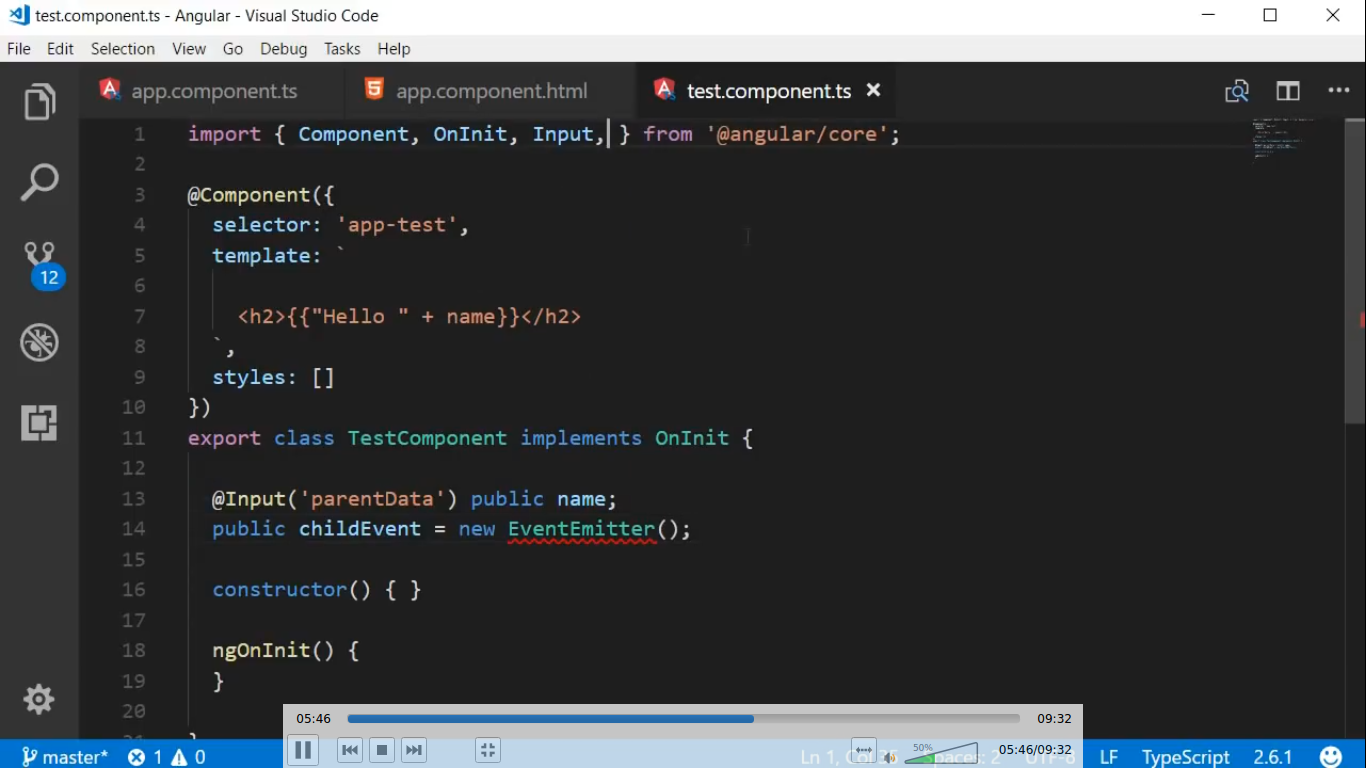 test.component.ts - Angular - Visual Studio Code
File Edit Selection View Go Debug Tasks Help
app.component.ts app.component.html test.component.ts
1 import { Component, OnInit, Input, } from '@angular/core';
2
3 @Component({
4 selector: 'app-test',
5 template: `
6
7 <h2>{{"Hello " + name}}</h2>
8 `,
9 styles: []
10 })
11 export class TestComponent implements OnInit {
12
13 @Input('parentData') public name;
14 public childEvent = new EventEmitter();
15
16 constructor() { }
17
18 ngOnInit() {
19 }
20
12
05:46 09:32
50% 05:46/09:32
master* 1 0 Ln 1, Col 35 Spaces: 2 UTF-8 LF TypeScript 2.6.1